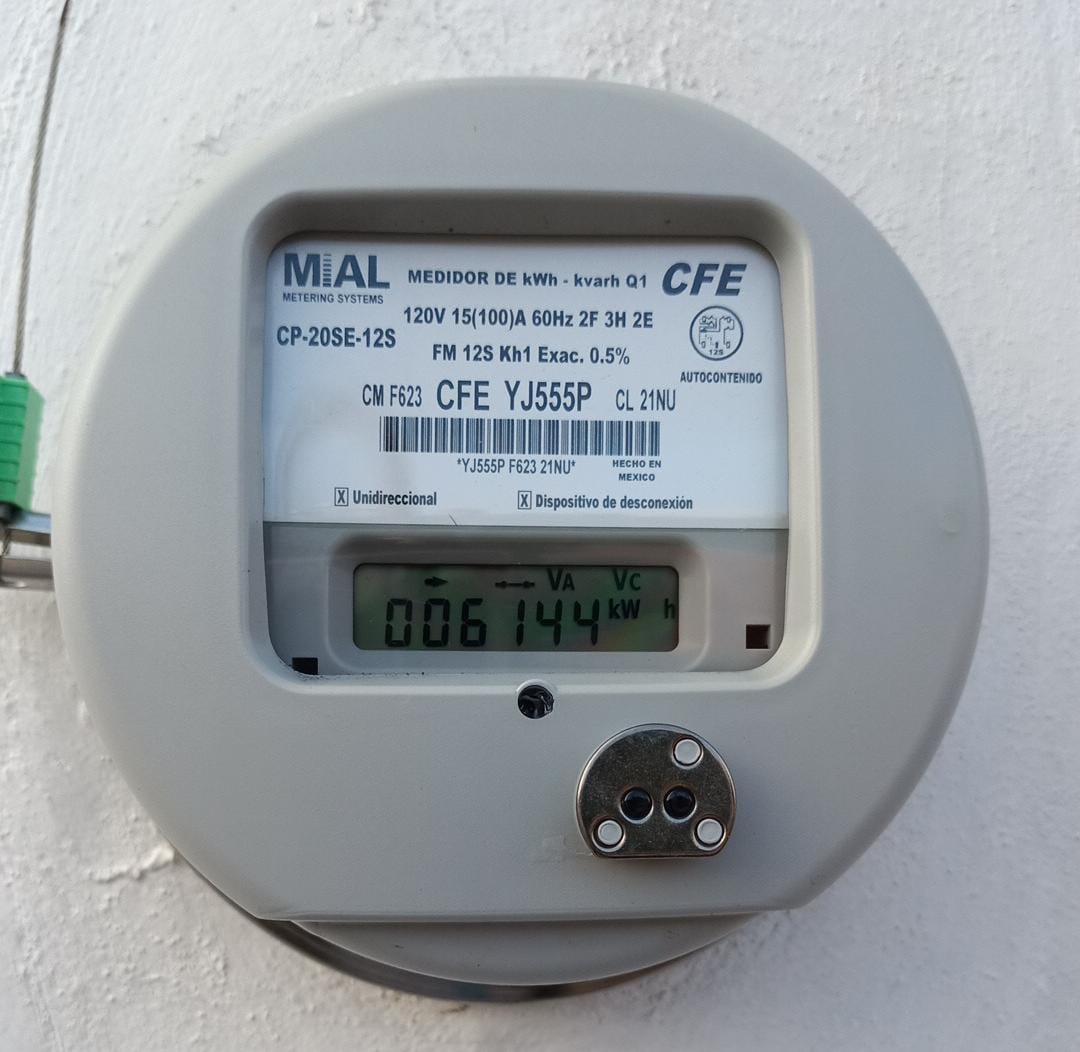 MIAL
METERING SYSTEMS
MEDIDOR DE kWh - kvarh Q1
CFE
120V 15(100)A 60Hz 2F 3H 2E
CP-20SE-12S
FM 12S Kh1 Exac. 0.5%
12S
AUTOCONTENIDO
CM F623 CFE YJ555P CL 21NU
*YJ555P F623 21NU*
HECHO EN
MEXICO
X Unidireccional X Dispositivo de desconexión
VA VC
006144 kW h